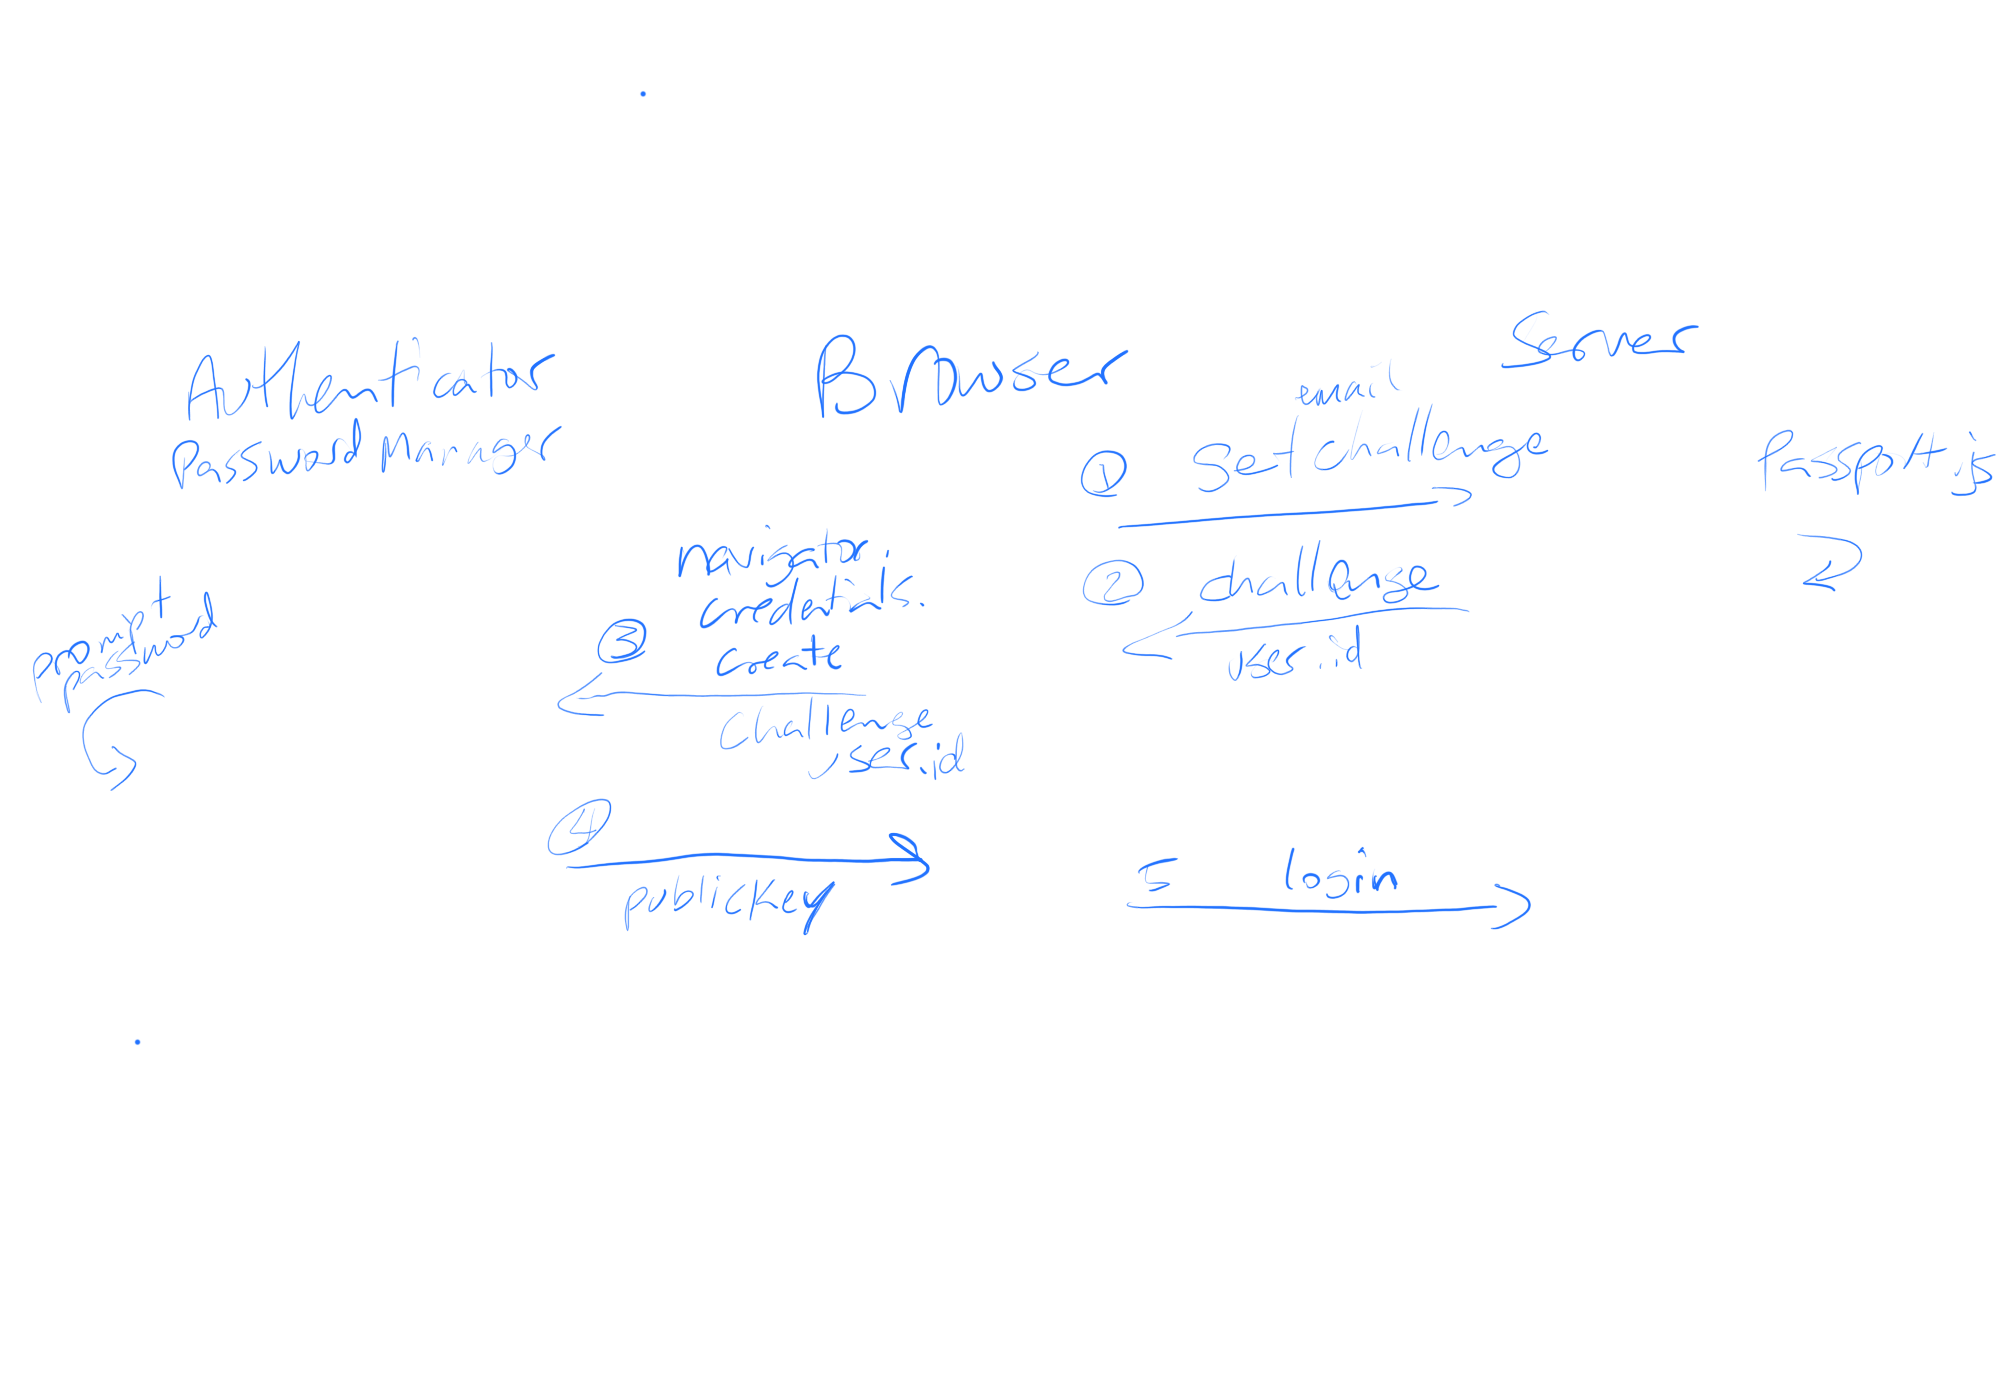 Authenticator
Password Manager
Browser
Server
email
① Set challenge
Passport.js
② challenge
user.id
navigator.
credentials.
③ create
challenge
user.id
prompt
password
④
publicKey
5 login